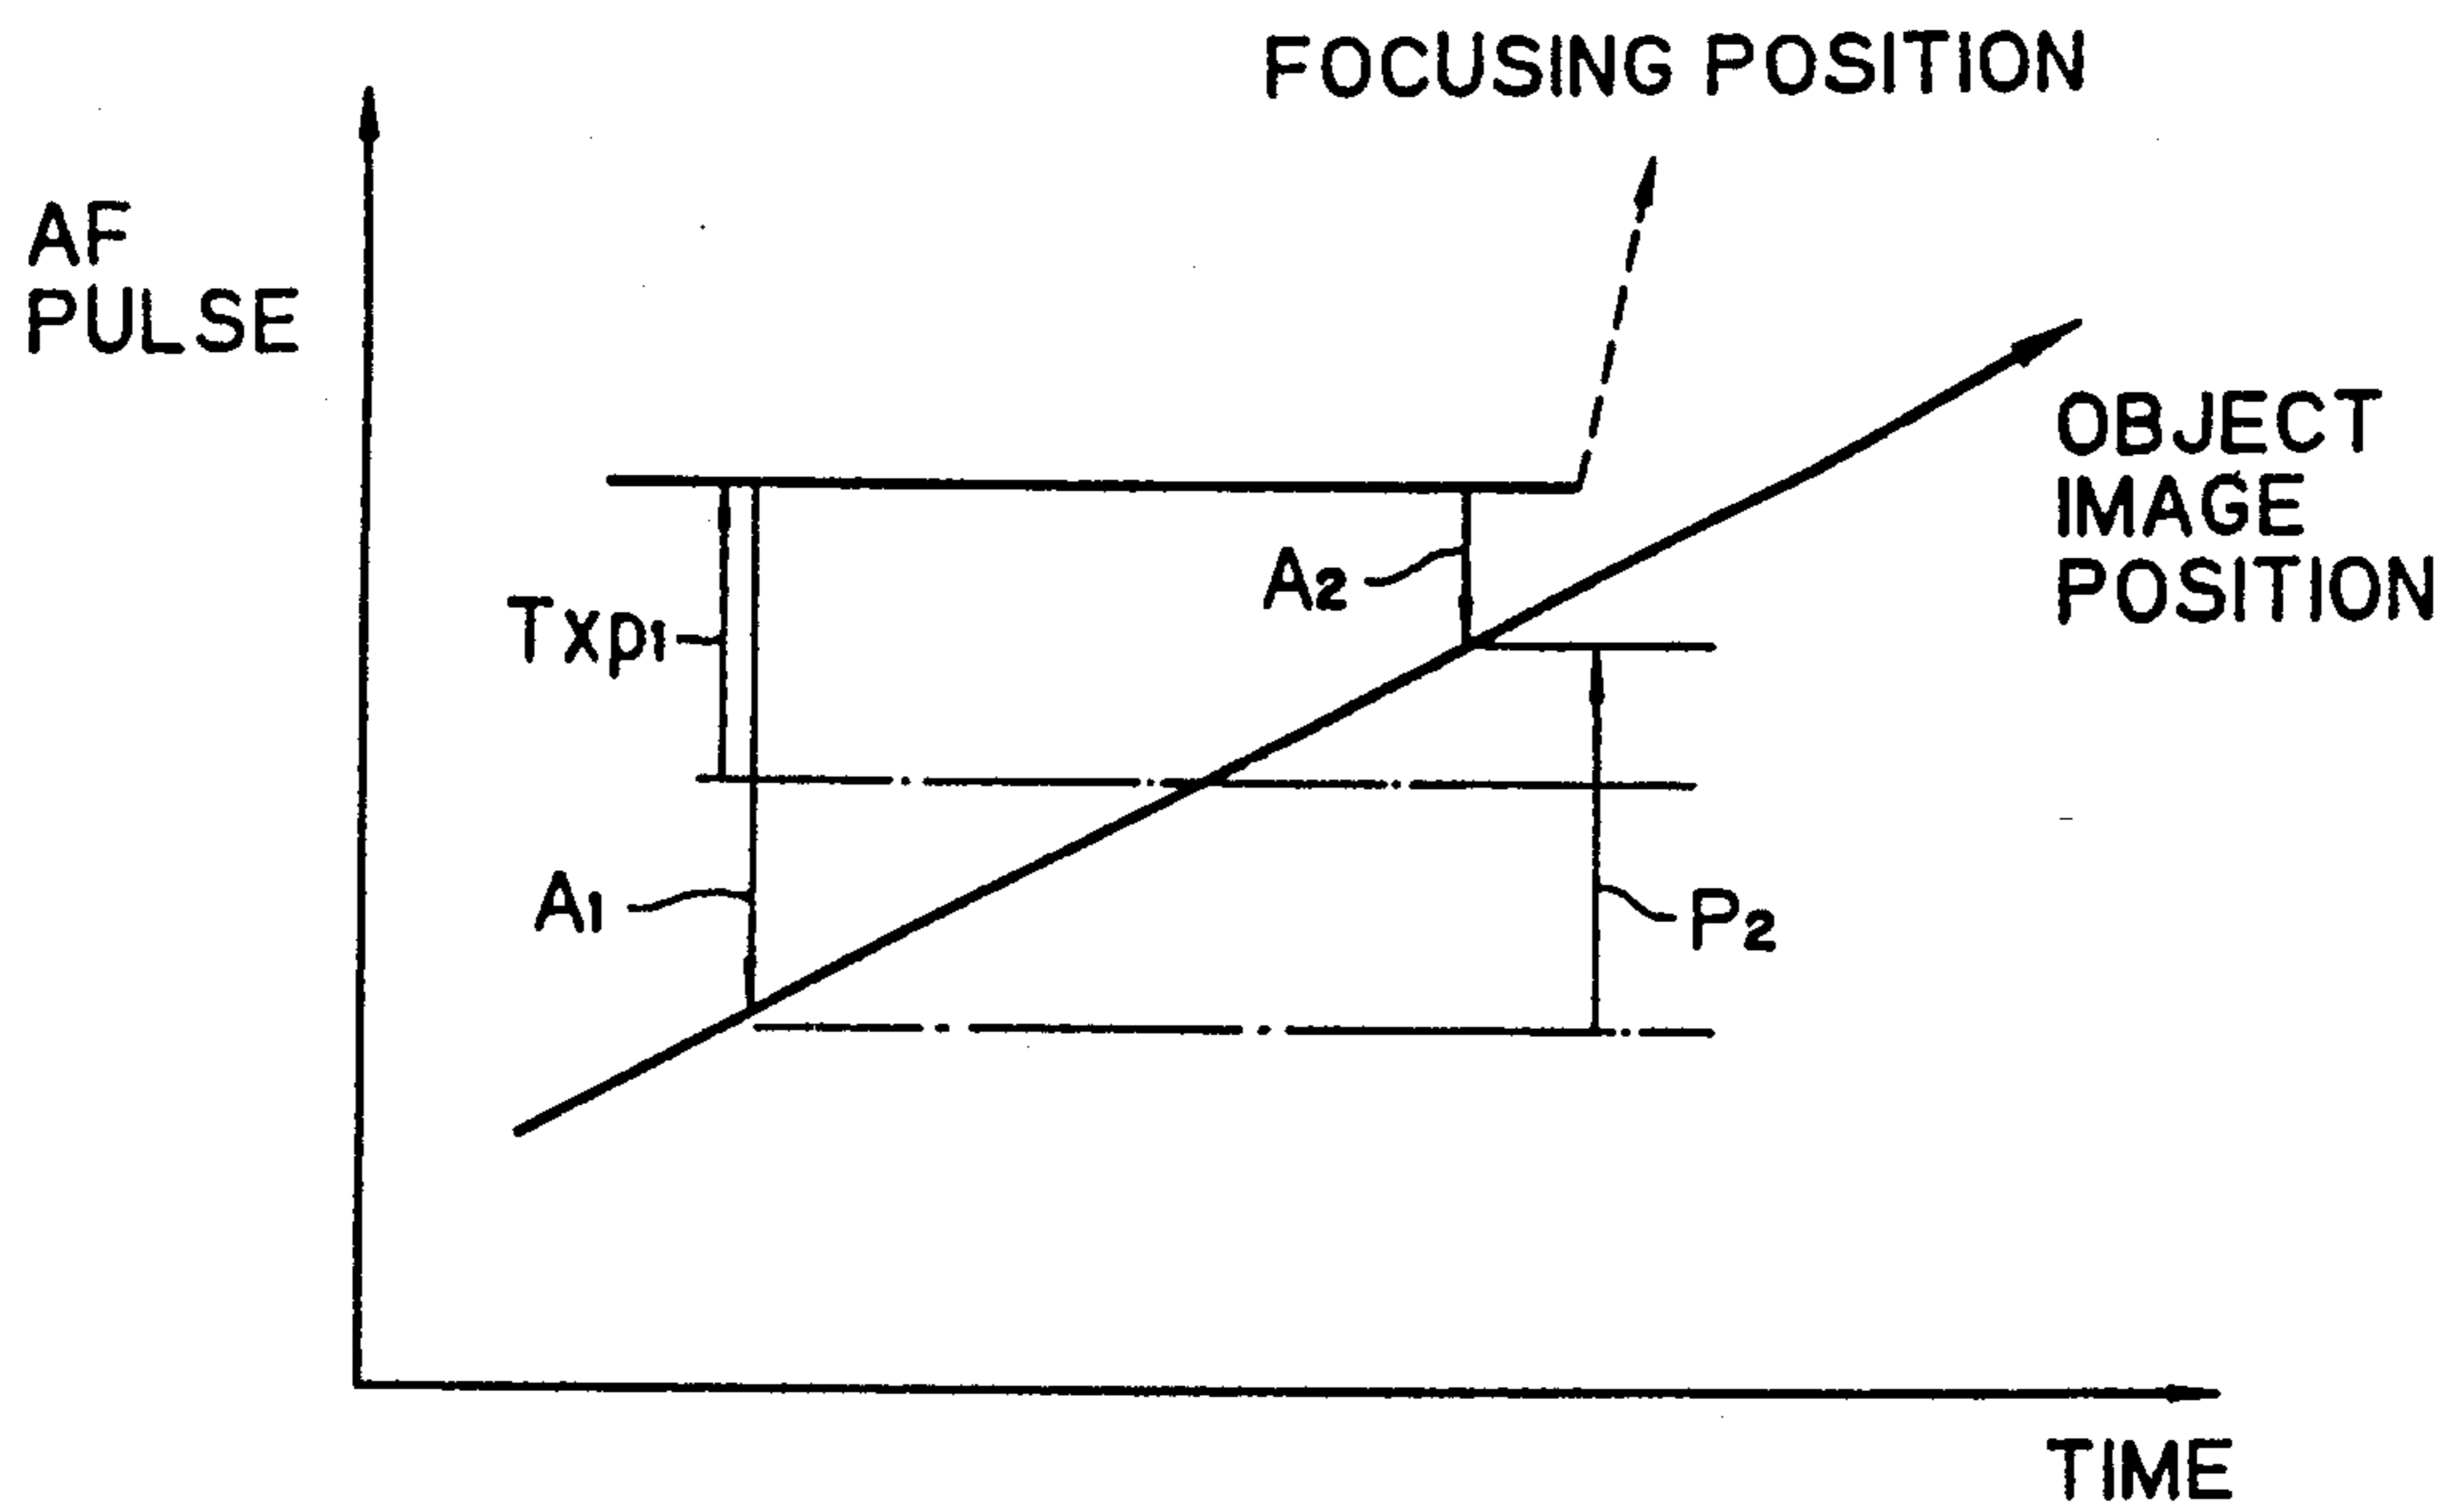 FOCUSING POSITION
AF
PULSE
OBJECT
IMAGE
POSITION
A2
Txp1
A1
P2
TIME